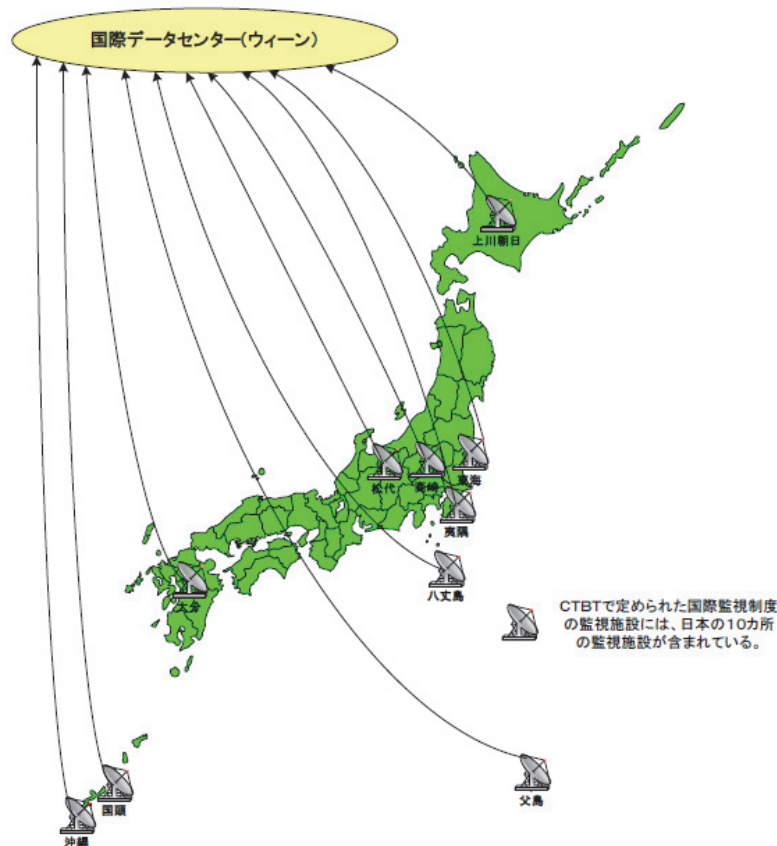 国際データセンター(ウィーン)
上川朝日
松代
高崎
東海
夷隅
八丈島
大分
CTBTで定められた国際監視制度
の監視施設には、日本の10カ所
の監視施設が含まれている。
父島
国頭
沖縄